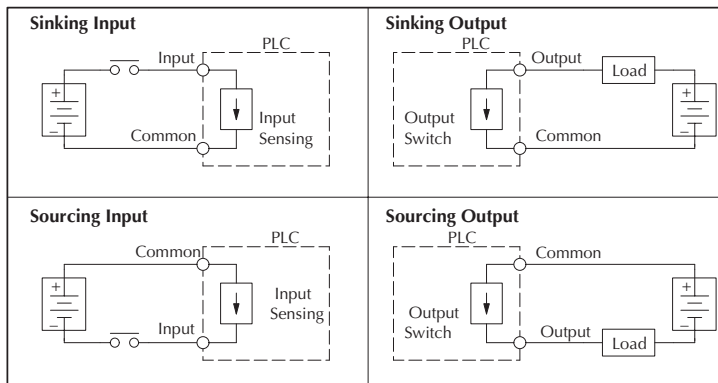 Sinking Input
PLC
Input
+
–
Input
Sensing
Common
Sinking Output
PLC
Output
Load
+
–
Output
Switch
Common
Sourcing Input
PLC
Common
+
–
Input
Sensing
Input
Sourcing Output
PLC
Common
+
–
Output
Switch
Output
Load